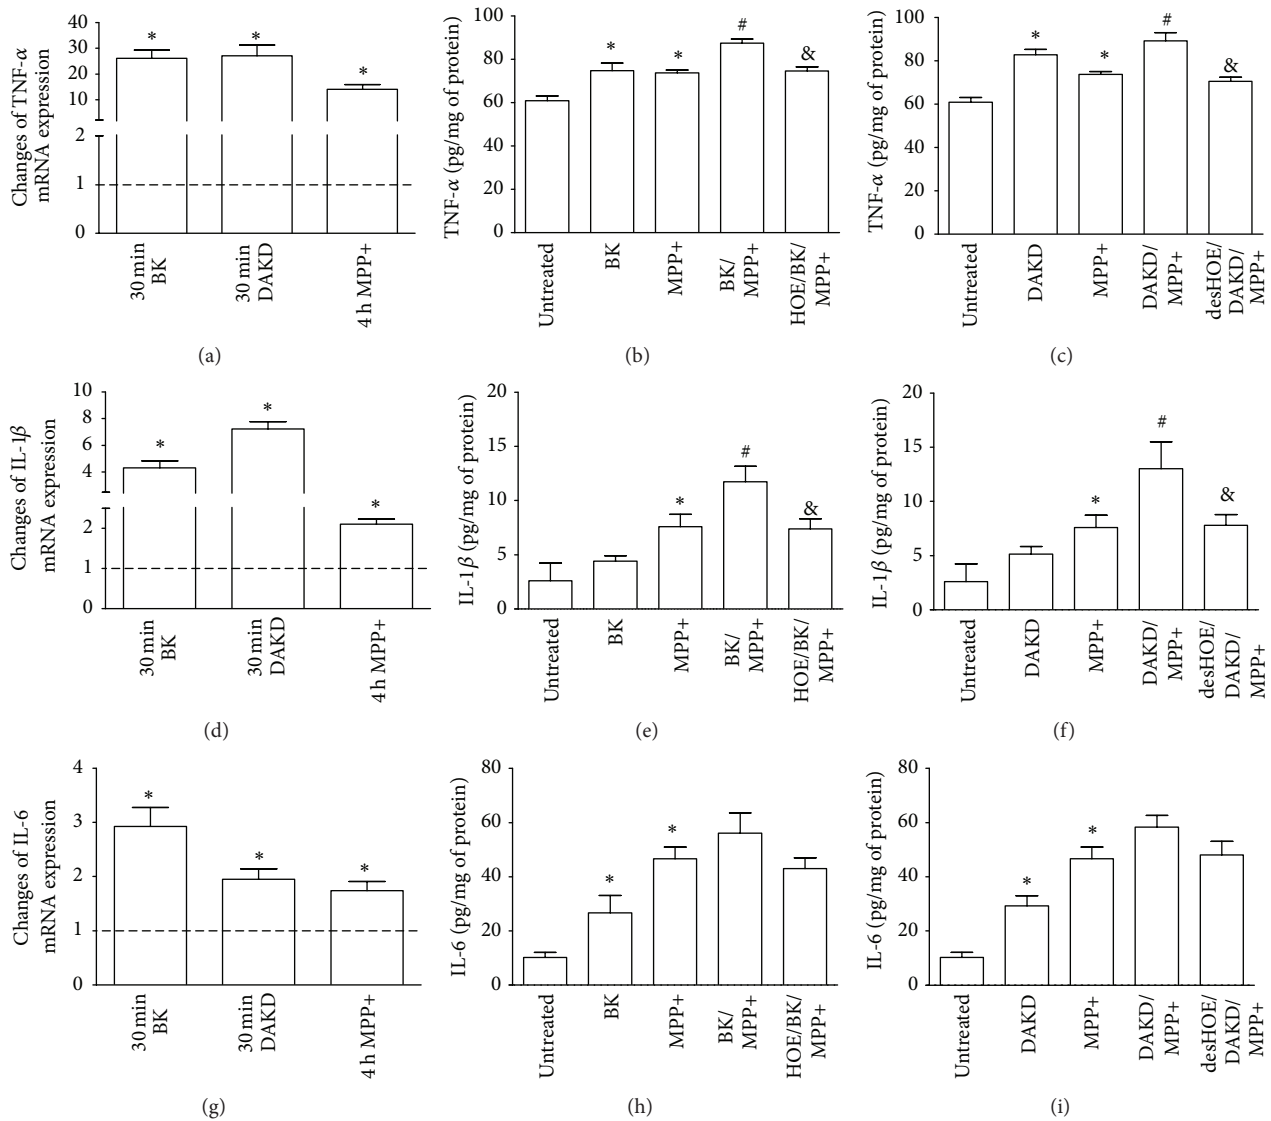 Changes of TNF-α
mRNA expression
40
30
20
10
2
1
0
*
*
*
30 min
BK
30 min
DAKD
4 h MPP+
(a)
TNF-α (pg/mg of protein)
100
80
60
40
20
0
*
*
#
&
Untreated
BK
MPP+
BK/
MPP+
HOE/BK/
MPP+
(b)
TNF-α (pg/mg of protein)
100
80
60
40
20
0
*
*
#
&
Untreated
DAKD
MPP+
DAKD/
MPP+
desHOE/
DAKD/
MPP+
(c)
Changes of IL-1β
mRNA expression
10
8
6
4
2
1
0
*
*
*
30 min
BK
30 min
DAKD
4 h MPP+
(d)
IL-1β (pg/mg of protein)
20
15
10
5
0
*
#
&
Untreated
BK
MPP+
BK/
MPP+
HOE/BK/
MPP+
(e)
IL-1β (pg/mg of protein)
20
15
10
5
0
*
#
&
Untreated
DAKD
MPP+
DAKD/
MPP+
desHOE/
DAKD/
MPP+
(f)
Changes of IL-6
mRNA expression
4
3
2
1
0
*
*
*
30 min
BK
30 min
DAKD
4 h MPP+
(g)
IL-6 (pg/mg of protein)
80
60
40
20
0
*
*
Untreated
BK
MPP+
BK/
MPP+
HOE/BK/
MPP+
(h)
IL-6 (pg/mg of protein)
80
60
40
20
0
*
*
Untreated
DAKD
MPP+
DAKD/
MPP+
desHOE/
DAKD/
MPP+
(i)